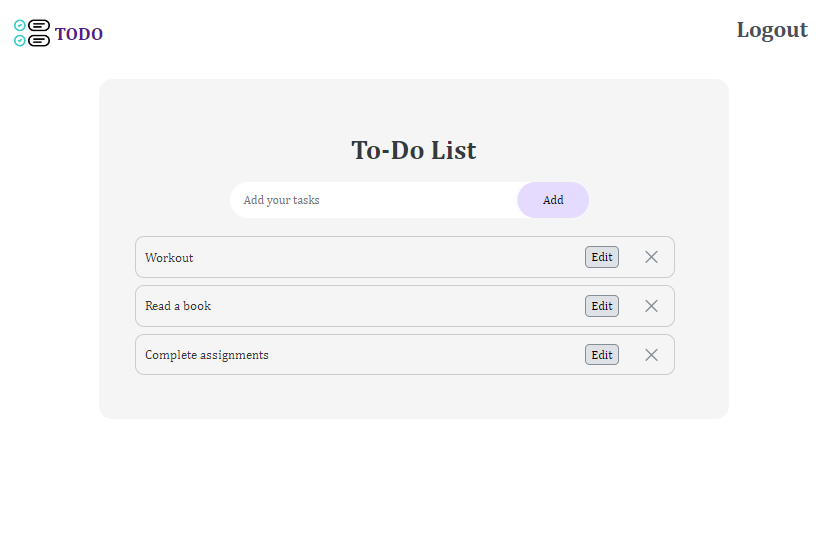 TODO
Logout
To-Do List
Add your tasks Add
Workout Edit
Read a book Edit
Complete assignments Edit